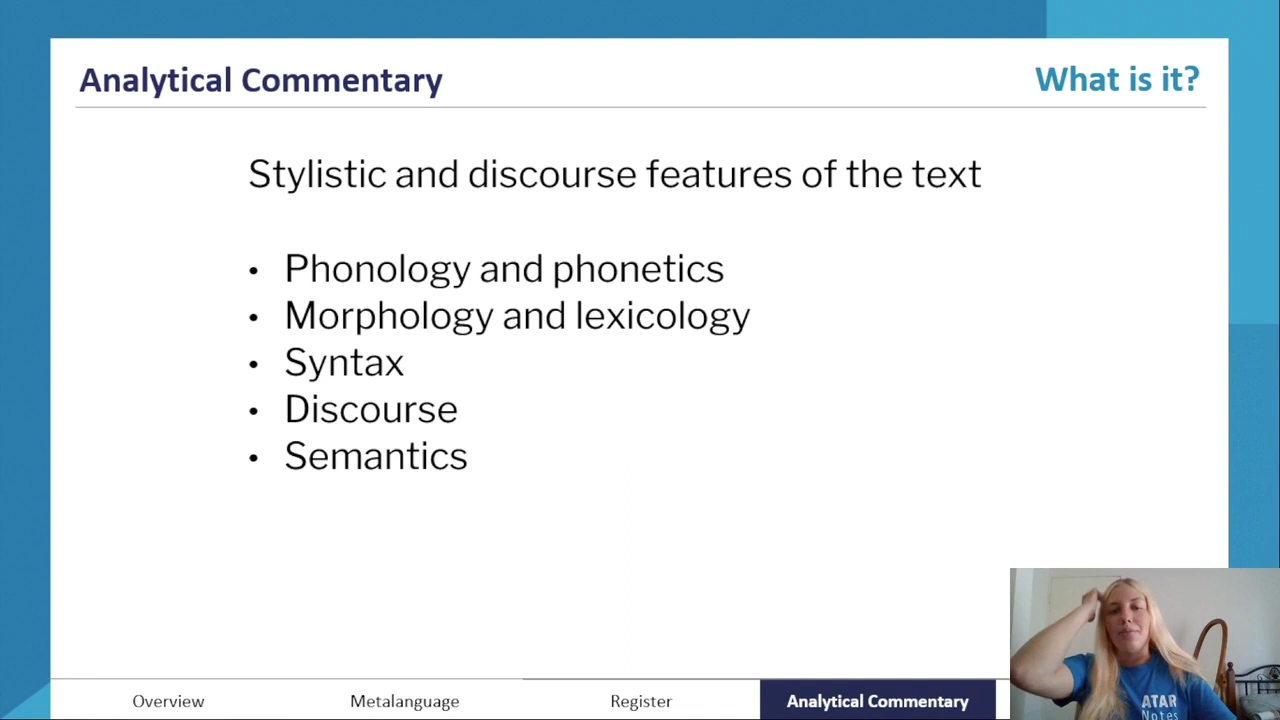 Analytical Commentary
What is it?
Stylistic and discourse features of the text
• Phonology and phonetics
• Morphology and lexicology
• Syntax
• Discourse
• Semantics
Overview
Metalanguage
Register
Analytical Commentary
ATAR
Notes